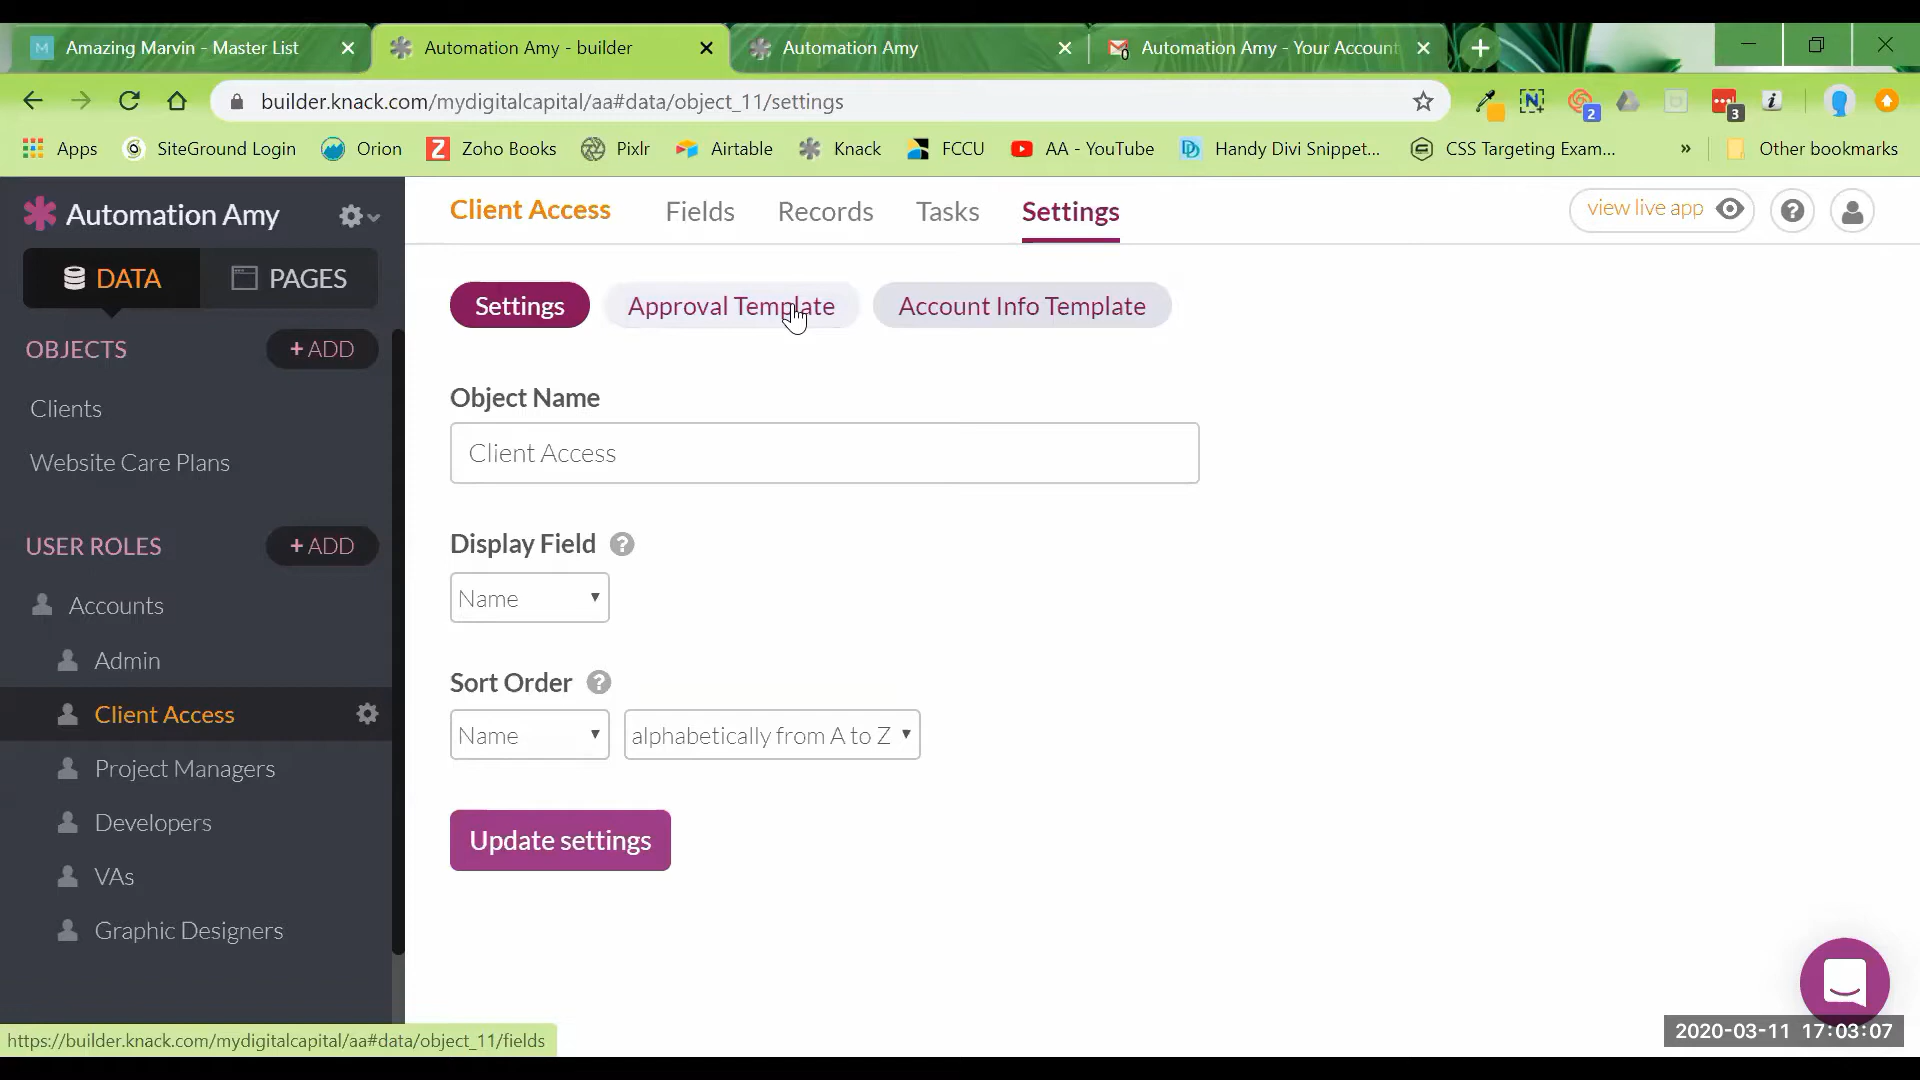 Amazing Marvin - Master List
Automation Amy - builder
Automation Amy
Automation Amy - Your Account
builder.knack.com/mydigitalcapital/aa#data/object_11/settings
2
3
Apps
SiteGround Login
Orion
Zoho Books
Pixlr
Airtable
Knack
FCCU
AA - YouTube
Handy Divi Snippet...
CSS Targeting Exam...
»
Other bookmarks
Automation Amy
Client Access
Fields
Records
Tasks
Settings
view live app
DATA
PAGES
Settings
Approval Template
Account Info Template
OBJECTS
+ ADD
Clients
Website Care Plans
USER ROLES
+ ADD
Accounts
Admin
Client Access
Project Managers
Developers
VAs
Graphic Designers
Object Name
Client Access
Display Field
Name
Sort Order
Name
alphabetically from A to Z
Update settings
https://builder.knack.com/mydigitalcapital/aa#data/object_11/fields
2020-03-11 17:03:07